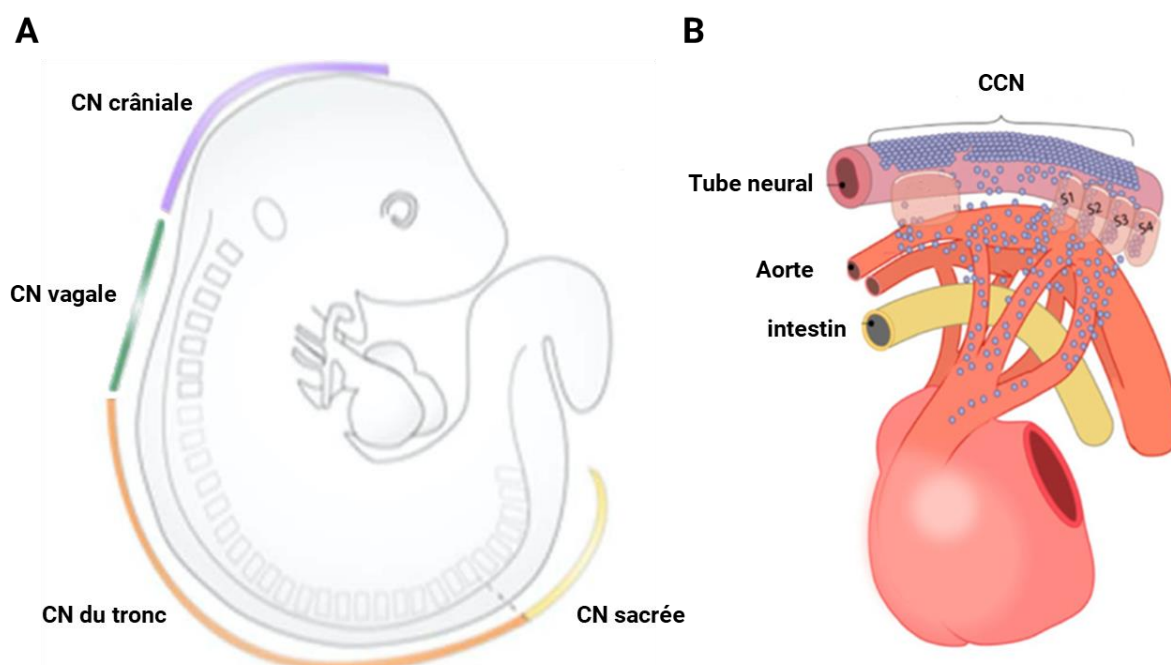 A
CN crâniale
CN vagale
CN du tronc
CN sacrée
B
CCN
Tube neural
S1
S2
S3
S4
Aorte
intestin